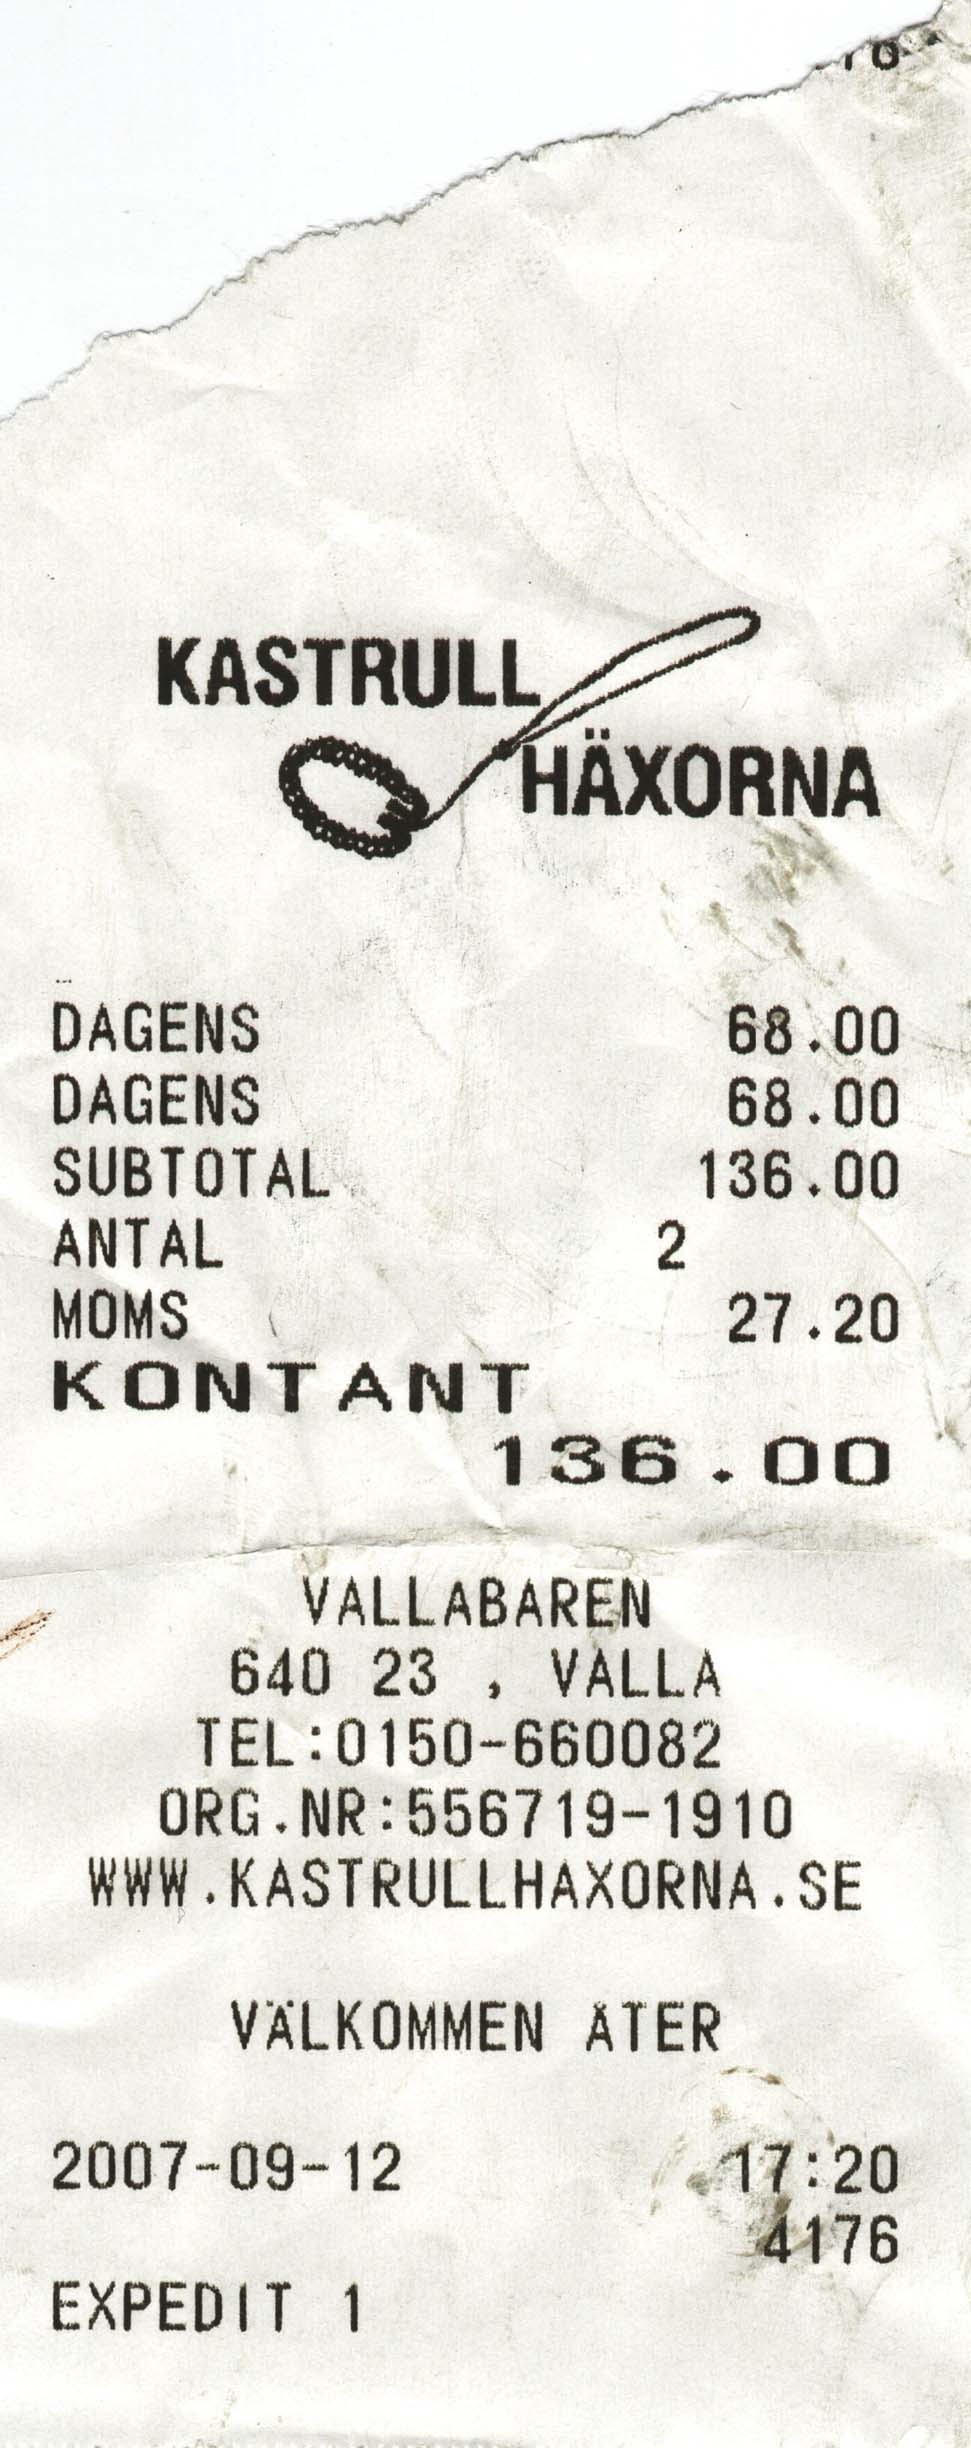 KASTRULL
HÄXORNA
DAGENS 68.00
DAGENS 68.00
SUBTOTAL 136.00
ANTAL 2
MOMS 27.20
KONTANT
136.00
VALLABAREN
640 23 , VALLA
TEL:0150-660082
ORG.NR:556719-1910
WWW.KASTRULLHAXORNA.SE
VÄLKOMMEN ÅTER
2007-09-12 17:20
4176
EXPEDIT 1